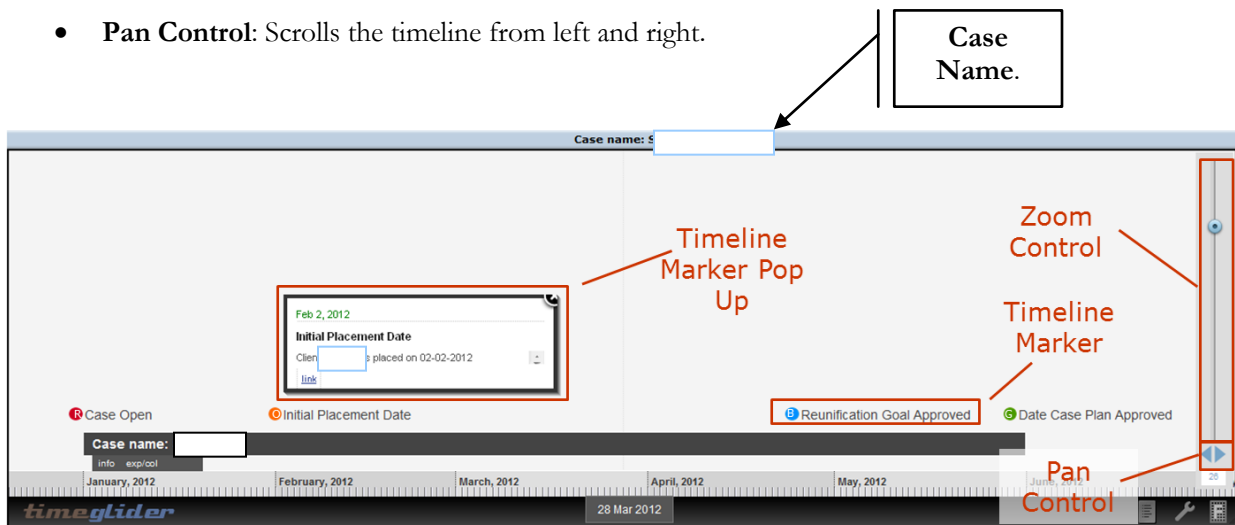 • Pan Control: Scrolls the timeline from left and right.
Case
Name.
Case name: S
Timeline
Marker Pop
Up
Zoom
Control
Timeline
Marker
Feb 2, 2012
Initial Placement Date
Clien s placed on 02-02-2012
link
R Case Open
O Initial Placement Date
B Reunification Goal Approved
G Date Case Plan Approved
Case name:
info exp/col
January, 2012
February, 2012
March, 2012
April, 2012
May, 2012
June, 2012
Pan
Control
26
timeglider
28 Mar 2012